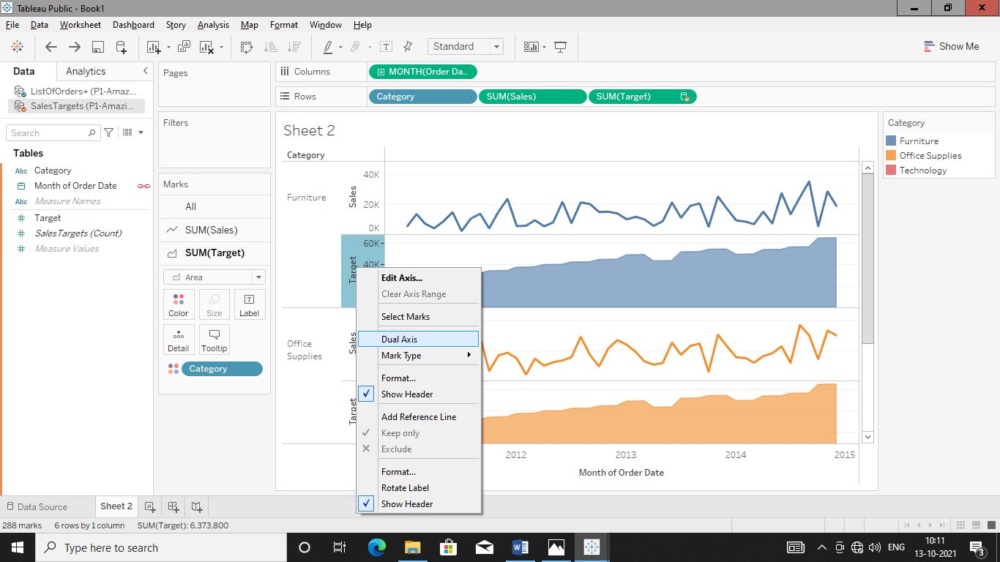 Tableau Public - Book1
File Data Worksheet Dashboard Story Analysis Map Format Window Help
Standard
Show Me
Data Analytics
ListOfOrders+ (P1-Amaz...
SalesTargets (P1-Amazi...
Search
Tables
Abc Category
Month of Order Date
Abc Measure Names
Target
SalesTargets (Count)
Measure Values
Pages
Filters
Marks
All
SUM(Sales)
SUM(Target)
Area
Color Size Label
Detail Tooltip
Category
Columns MONTH(Order Da..
Rows Category SUM(Sales) SUM(Target)
Sheet 2
Category
Furniture
Sales
40K
20K
0K
Target
60K
40K
Office
Supplies
Sales
Target
2012 2013 2014 2015
Month of Order Date
Edit Axis...
Clear Axis Range
Select Marks
Dual Axis
Mark Type
Format...
Show Header
Add Reference Line
Keep only
Exclude
Format...
Rotate Label
Show Header
Category
Furniture
Office Supplies
Technology
Data Source Sheet 2
288 marks 6 rows by 1 column SUM(Target): 6,373,800
Type here to search
ENG
10:11
13-10-2021
3